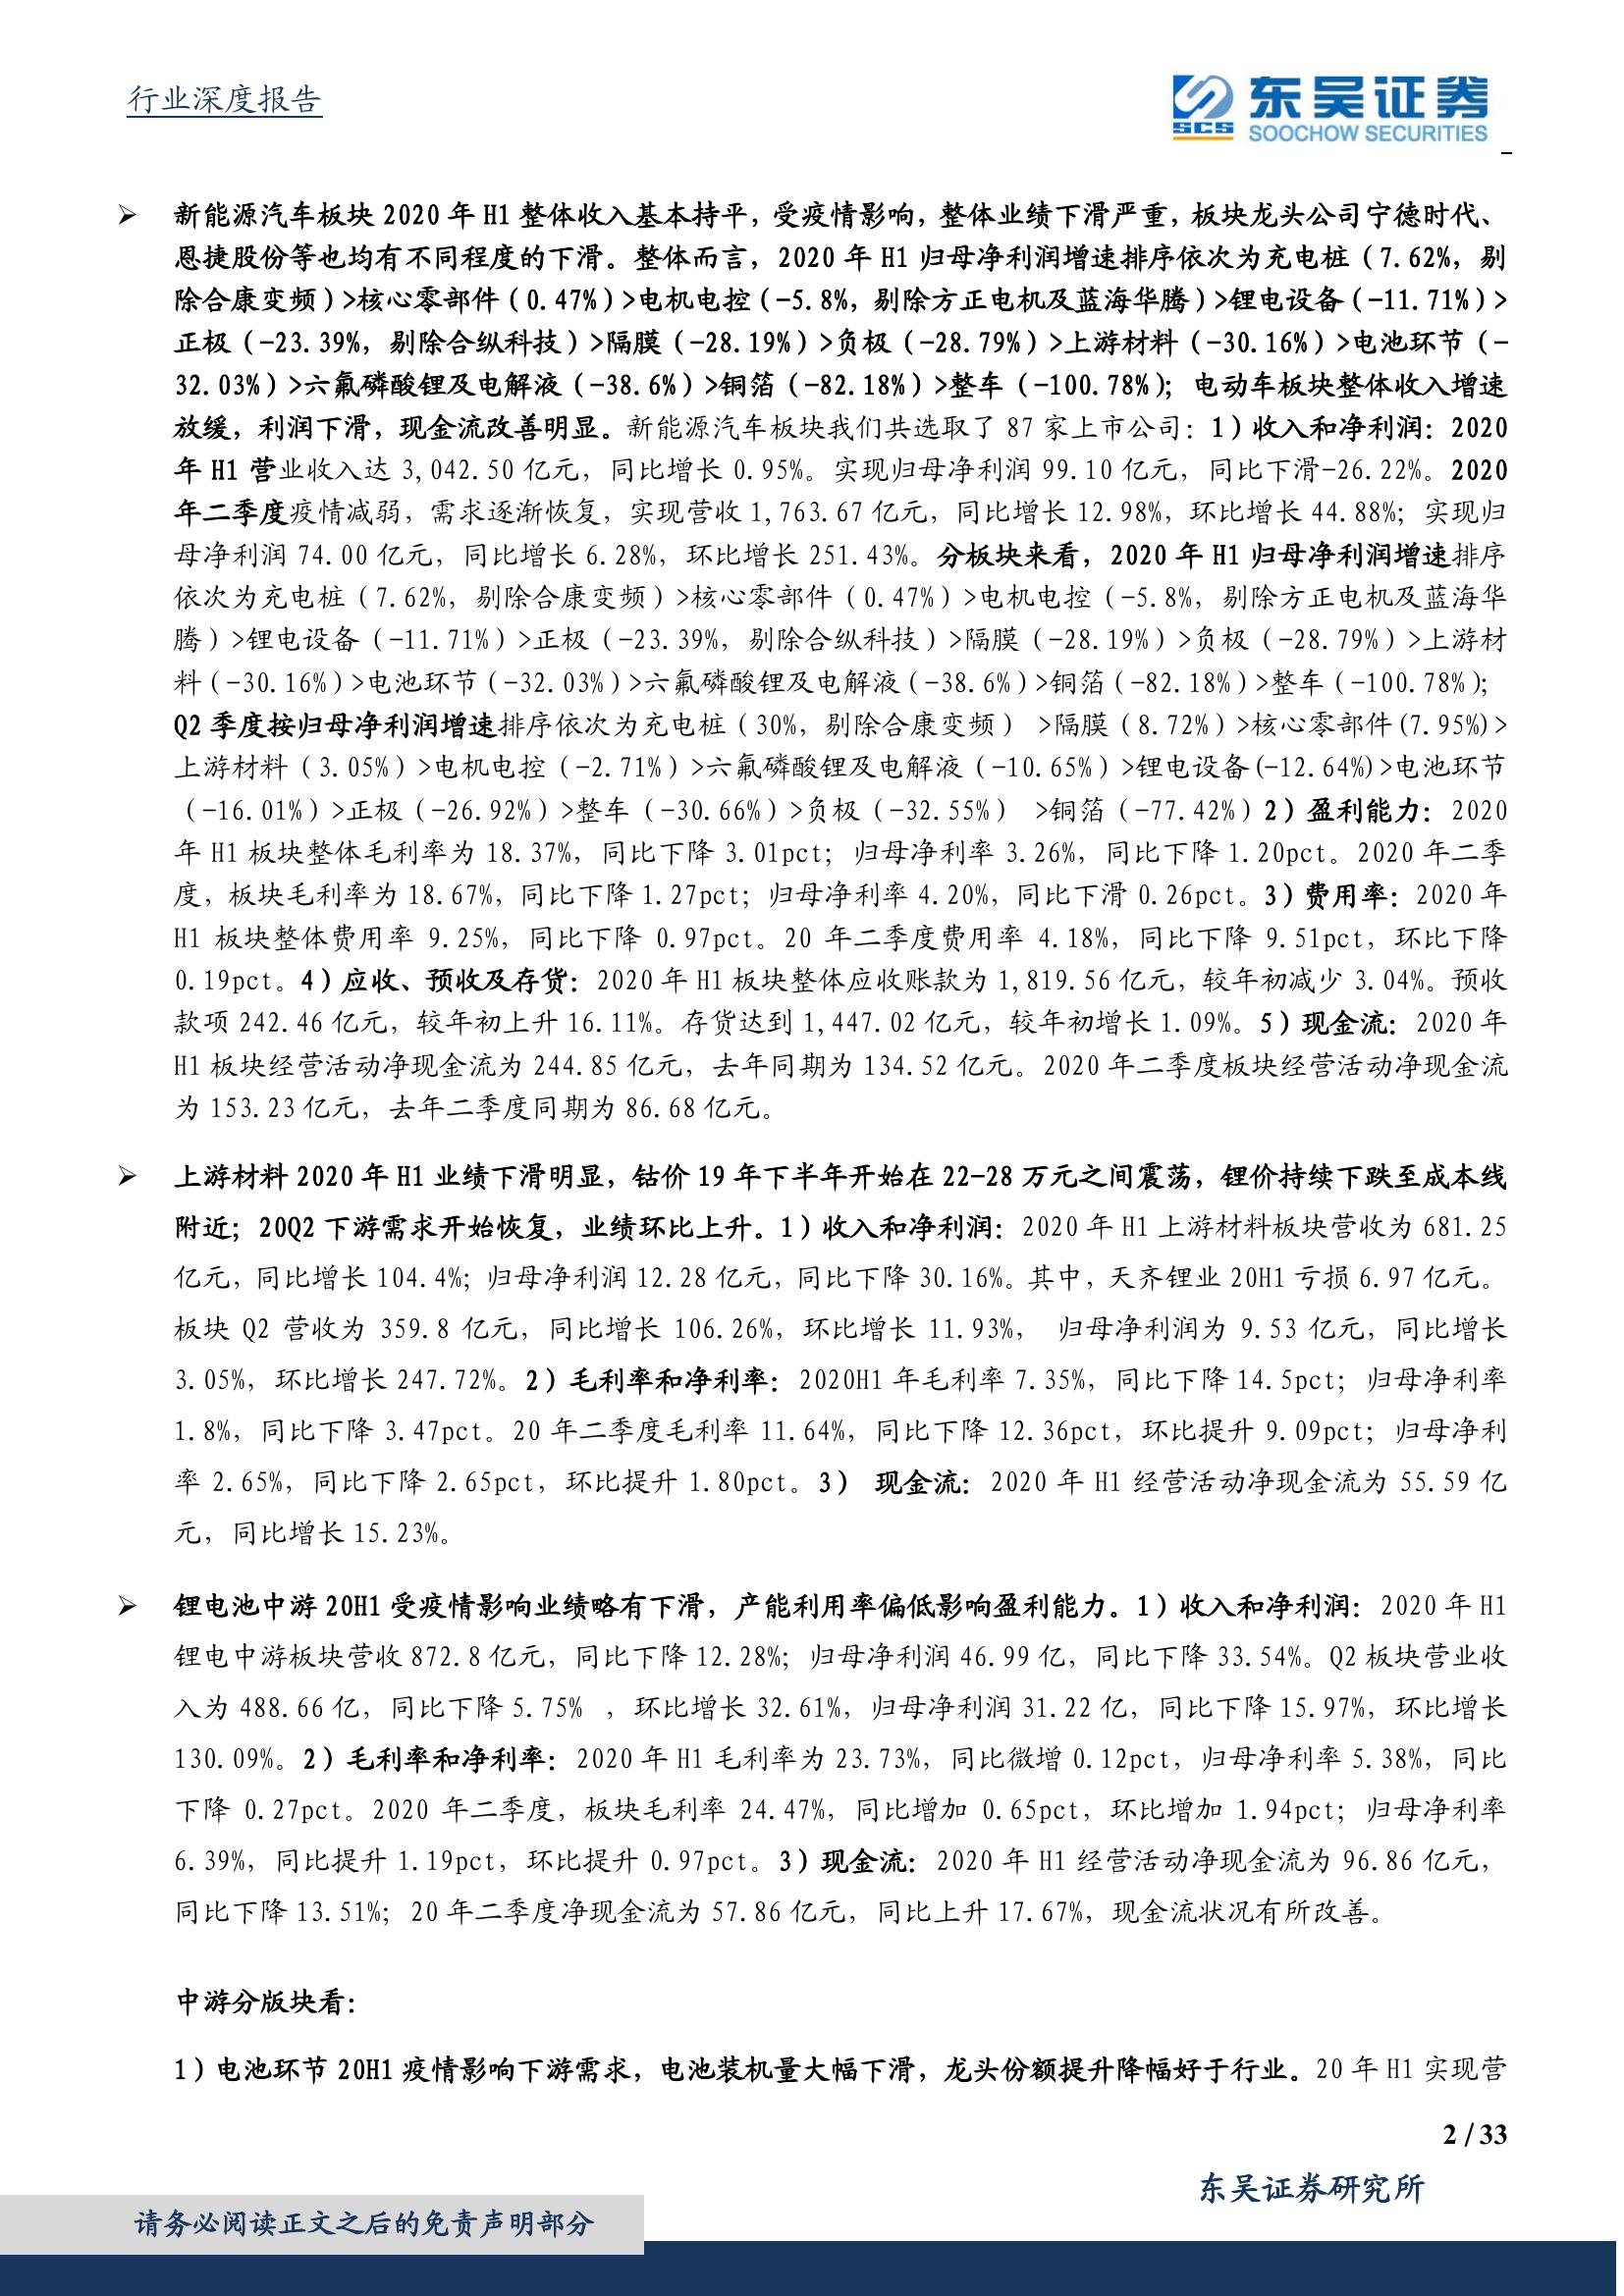 行业深度报告
SCS 东吴证券
SOOCHOW SECURITIES
➢ 新能源汽车板块 2020 年 H1 整体收入基本持平，受疫情影响，整体业绩下滑严重，板块龙头公司宁德时代、
恩捷股份等也均有不同程度的下滑。整体而言，2020 年 H1 归母净利润增速排序依次为充电桩（7.62%，剔
除合康变频）>核心零部件（0.47%）>电机电控（-5.8%，剔除方正电机及蓝海华腾）>锂电设备（-11.71%）>
正极（-23.39%，剔除合纵科技）>隔膜（-28.19%）>负极（-28.79%）>上游材料（-30.16%）>电池环节（-
32.03%）>六氟磷酸锂及电解液（-38.6%）>铜箔（-82.18%）>整车（-100.78%）；电动车板块整体收入增速
放缓，利润下滑，现金流改善明显。新能源汽车板块我们共选取了 87 家上市公司：1）收入和净利润：2020
年 H1 营业收入达 3,042.50 亿元，同比增长 0.95%。实现归母净利润 99.10 亿元，同比下滑-26.22%。2020
年二季度疫情减弱，需求逐渐恢复，实现营收 1,763.67 亿元，同比增长 12.98%，环比增长 44.88%；实现归
母净利润 74.00 亿元，同比增长 6.28%，环比增长 251.43%。分板块来看，2020 年 H1 归母净利润增速排序
依次为充电桩（7.62%，剔除合康变频）>核心零部件（0.47%）>电机电控（-5.8%，剔除方正电机及蓝海华
腾）>锂电设备（-11.71%）>正极（-23.39%，剔除合纵科技）>隔膜（-28.19%）>负极（-28.79%）>上游材
料（-30.16%）>电池环节（-32.03%）>六氟磷酸锂及电解液（-38.6%）>铜箔（-82.18%）>整车（-100.78%）；
Q2 季度按归母净利润增速排序依次为充电桩（30%，剔除合康变频） >隔膜（8.72%）>核心零部件(7.95%)>
上游材料（3.05%）>电机电控（-2.71%）>六氟磷酸锂及电解液（-10.65%）>锂电设备(-12.64%)>电池环节
（-16.01%）>正极（-26.92%）>整车（-30.66%）>负极（-32.55%） >铜箔（-77.42%）2）盈利能力：2020
年 H1 板块整体毛利率为 18.37%，同比下降 3.01pct；归母净利率 3.26%，同比下降 1.20pct。2020 年二季
度，板块毛利率为 18.67%，同比下降 1.27pct；归母净利率 4.20%，同比下滑 0.26pct。3）费用率：2020 年
H1 板块整体费用率 9.25%，同比下降 0.97pct。20 年二季度费用率 4.18%，同比下降 9.51pct，环比下降
0.19pct。4）应收、预收及存货：2020 年 H1 板块整体应收账款为 1,819.56 亿元，较年初减少 3.04%。预收
款项 242.46 亿元，较年初上升 16.11%。存货达到 1,447.02 亿元，较年初增长 1.09%。5）现金流：2020 年
H1 板块经营活动净现金流为 244.85 亿元，去年同期为 134.52 亿元。2020 年二季度板块经营活动净现金流
为 153.23 亿元，去年二季度同期为 86.68 亿元。
➢ 上游材料 2020 年 H1 业绩下滑明显，钴价 19 年下半年开始在 22-28 万元之间震荡，锂价持续下跌至成本线
附近；20Q2 下游需求开始恢复，业绩环比上升。1）收入和净利润：2020 年 H1 上游材料板块营收为 681.25
亿元，同比增长 104.4%；归母净利润 12.28 亿元，同比下降 30.16%。其中，天齐锂业 20H1 亏损 6.97 亿元。
板块 Q2 营收为 359.8 亿元，同比增长 106.26%，环比增长 11.93%， 归母净利润为 9.53 亿元，同比增长
3.05%，环比增长 247.72%。2）毛利率和净利率：2020H1 年毛利率 7.35%，同比下降 14.5pct；归母净利率
1.8%，同比下降 3.47pct。20 年二季度毛利率 11.64%，同比下降 12.36pct，环比提升 9.09pct；归母净利
率 2.65%，同比下降 2.65pct，环比提升 1.80pct。3） 现金流：2020 年 H1 经营活动净现金流为 55.59 亿
元，同比增长 15.23%。
➢ 锂电池中游 20H1 受疫情影响业绩略有下滑，产能利用率偏低影响盈利能力。1）收入和净利润：2020 年 H1
锂电中游板块营收 872.8 亿元，同比下降 12.28%；归母净利润 46.99 亿，同比下降 33.54%。Q2 板块营业收
入为 488.66 亿，同比下降 5.75% ，环比增长 32.61%，归母净利润 31.22 亿，同比下降 15.97%，环比增长
130.09%。2）毛利率和净利率：2020 年 H1 毛利率为 23.73%，同比微增 0.12pct，归母净利率 5.38%，同比
下降 0.27pct。2020 年二季度，板块毛利率 24.47%，同比增加 0.65pct，环比增加 1.94pct；归母净利率
6.39%，同比提升 1.19pct，环比提升 0.97pct。3）现金流：2020 年 H1 经营活动净现金流为 96.86 亿元，
同比下降 13.51%；20 年二季度净现金流为 57.86 亿元，同比上升 17.67%，现金流状况有所改善。
中游分版块看：
1）电池环节 20H1 疫情影响下游需求，电池装机量大幅下滑，龙头份额提升降幅好于行业。20 年 H1 实现营
2 / 33
东吴证券研究所
请务必阅读正文之后的免责声明部分